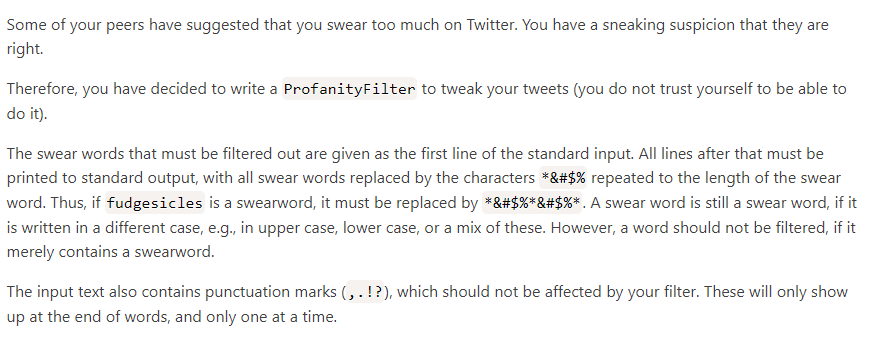 Some of your peers have suggested that you swear too much on Twitter. You have a sneaking suspicion that they are
right.
Therefore, you have decided to write a ProfanityFilter to tweak your tweets (you do not trust yourself to be able to
do it).
The swear words that must be filtered out are given as the first line of the standard input. All lines after that must be
printed to standard output, with all swear words replaced by the characters *&#$% repeated to the length of the swear
word. Thus, if fudgesicles is a swearword, it must be replaced by *&#$%*&#$%*. A swear word is still a swear word, if it
is written in a different case, e.g., in upper case, lower case, or a mix of these. However, a word should not be filtered, if it
merely contains a swearword.
The input text also contains punctuation marks (,.!?), which should not be affected by your filter. These will only show
up at the end of words, and only one at a time.